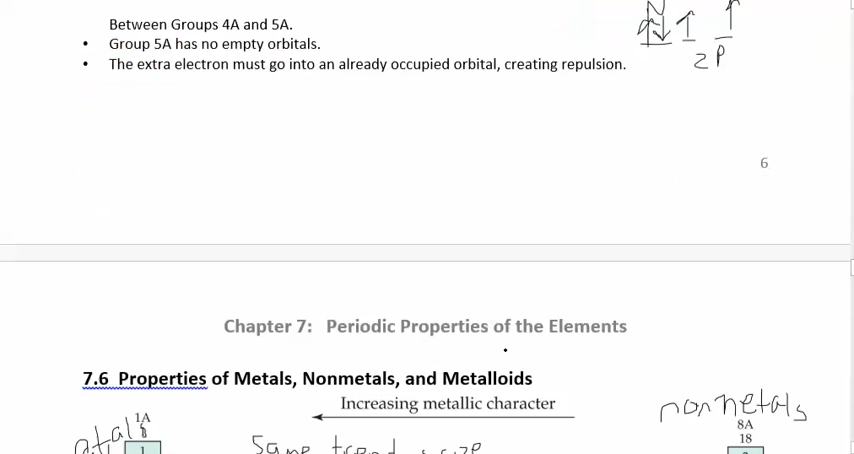 Between Groups 4A and 5A.
N
• Group 5A has no empty orbitals.
• The extra electron must go into an already occupied orbital, creating repulsion.
2P
6
Chapter 7: Periodic Properties of the Elements
7.6 Properties of Metals, Nonmetals, and Metalloids
Increasing metallic character
nonmetals
1A
8A
18
1
Same trend size